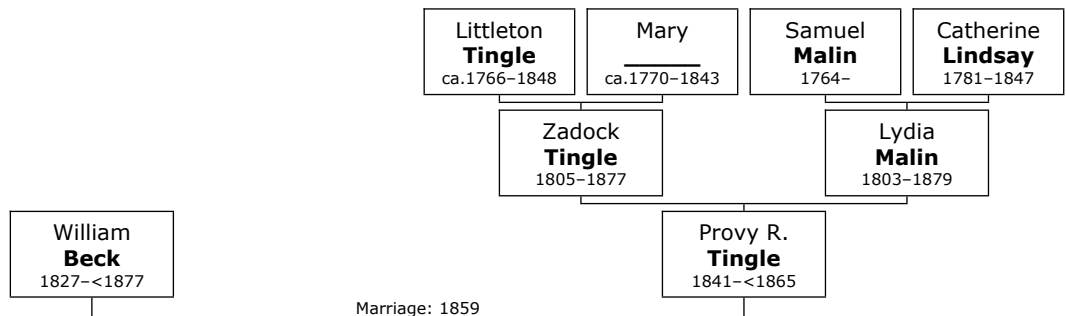 Littleton
Tingle
ca.1766–1848
Mary
______
ca.1770–1843
Samuel
Malin
1764–
Catherine
Lindsay
1781–1847
Zadock
Tingle
1805–1877
Lydia
Malin
1803–1879
William
Beck
1827–<1877
Provy R.
Tingle
1841–<1865
Marriage: 1859